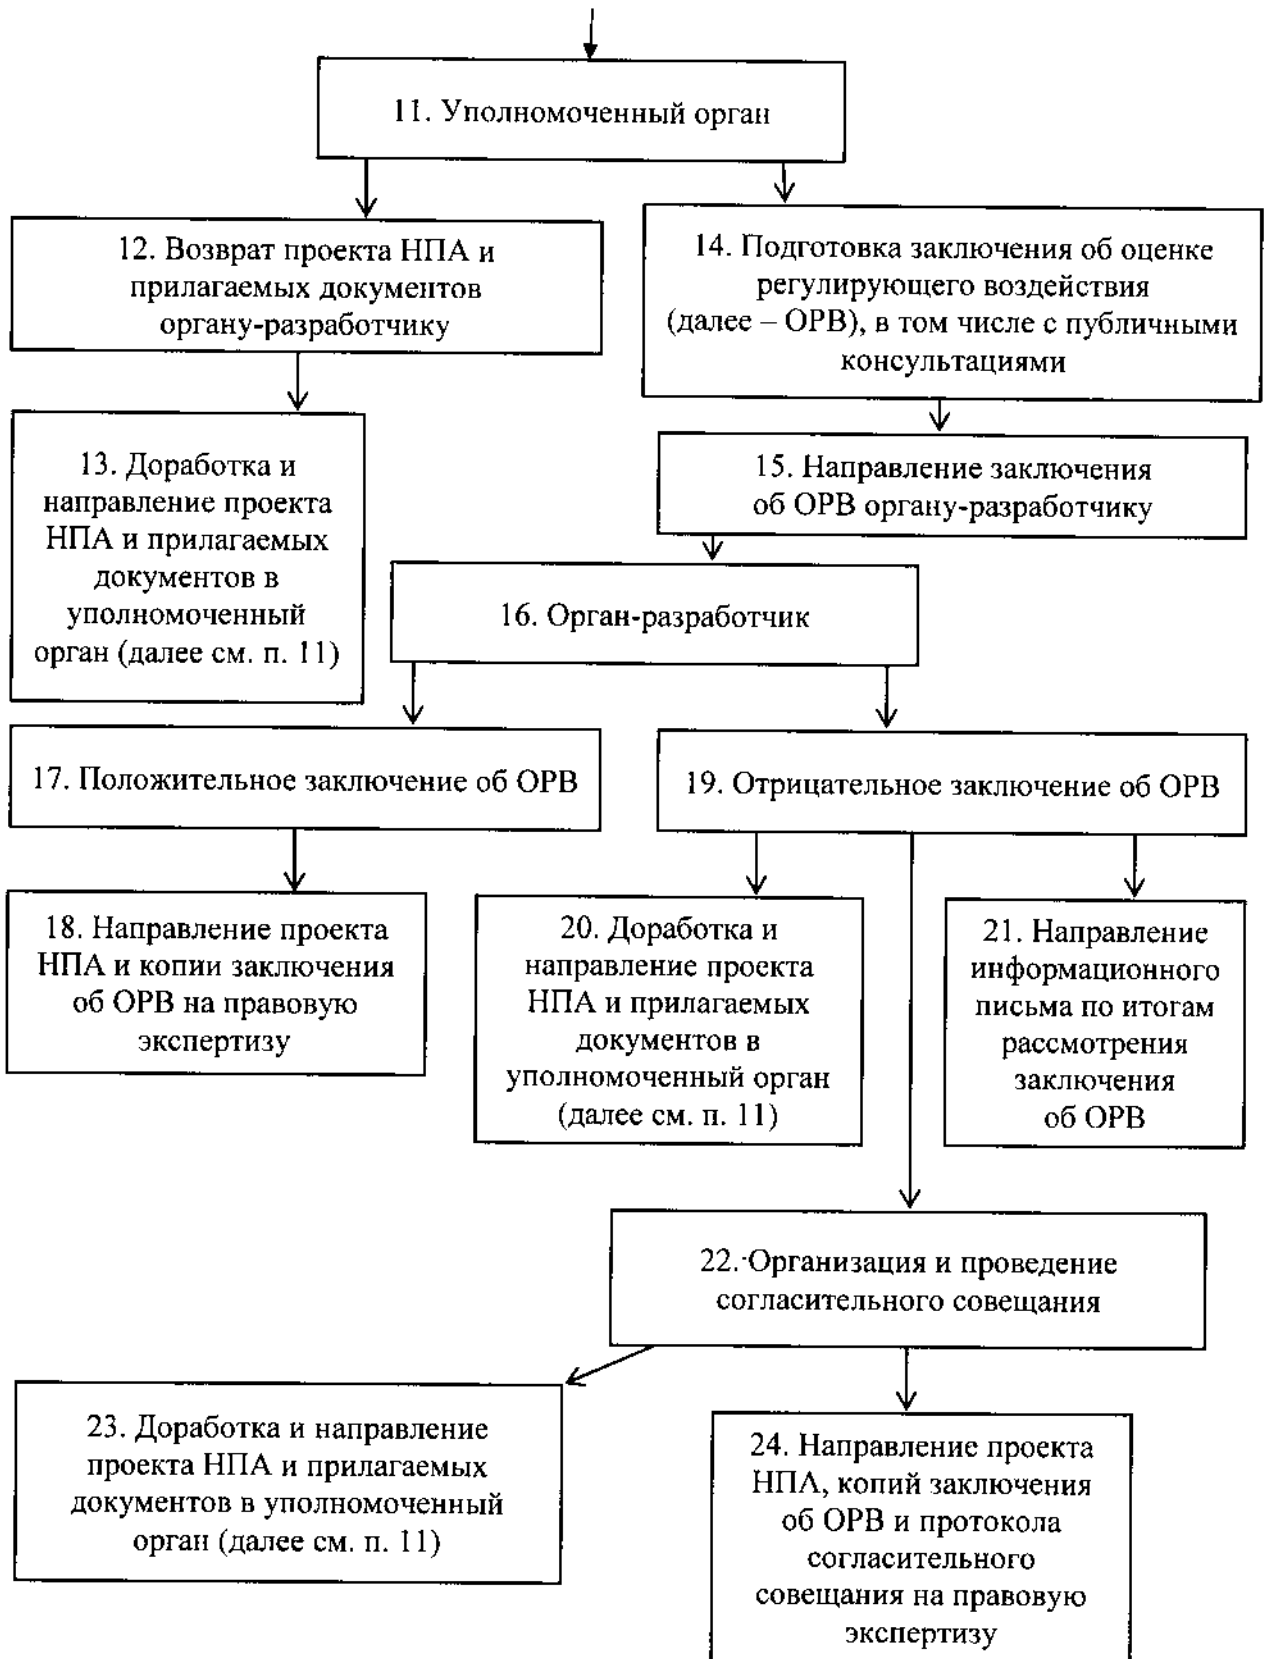 11. Уполномоченный орган
12. Возврат проекта НПА и
прилагаемых документов
органу-разработчику
14. Подготовка заключения об оценке
регулирующего воздействия
(далее – ОРВ), в том числе с публичными
консультациями
13. Доработка и
направление проекта
НПА и прилагаемых
документов в
уполномоченный
орган (далее см. п. 11)
15. Направление заключения
об ОРВ органу-разработчику
16. Орган-разработчик
17. Положительное заключение об ОРВ
19. Отрицательное заключение об ОРВ
18. Направление проекта
НПА и копии заключения
об ОРВ на правовую
экспертизу
20. Доработка и
направление проекта
НПА и прилагаемых
документов в
уполномоченный орган
(далее см. п. 11)
21. Направление
информационного
письма по итогам
рассмотрения
заключения
об ОРВ
22. Организация и проведение
согласительного совещания
23. Доработка и направление
проекта НПА и прилагаемых
документов в уполномоченный
орган (далее см. п. 11)
24. Направление проекта
НПА, копий заключения
об ОРВ и протокола
согласительного
совещания на правовую
экспертизу